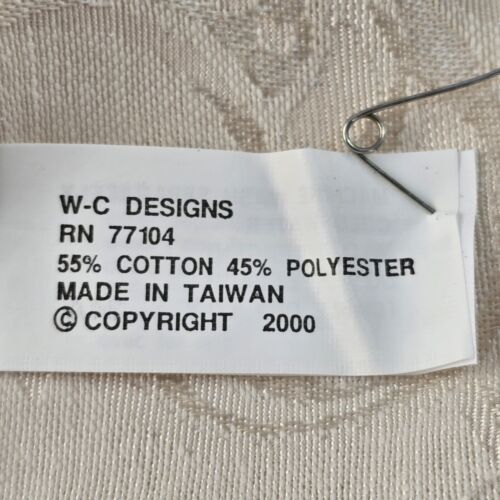 W-C DESIGNS
RN 77104
55% COTTON 45% POLYESTER
MADE IN TAIWAN
© COPYRIGHT 2000